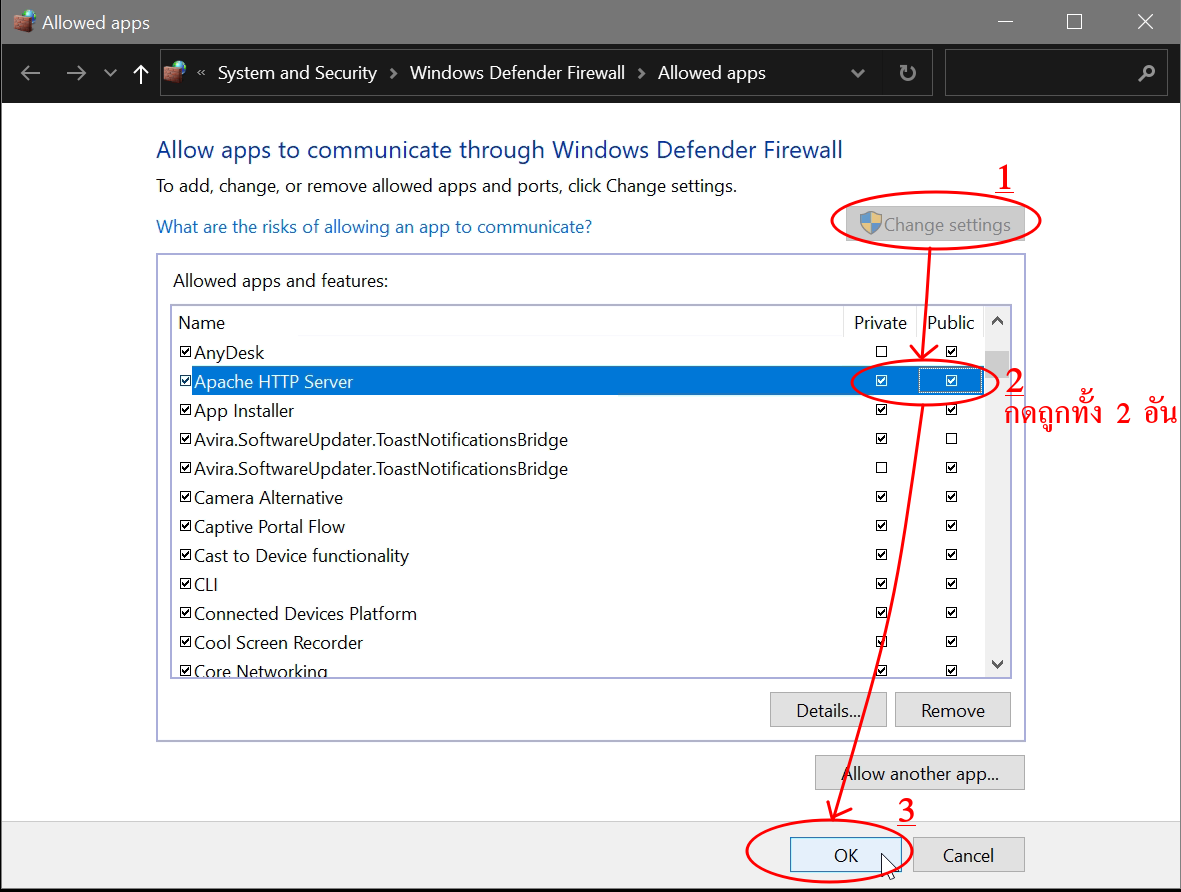 Allowed apps
« System and Security > Windows Defender Firewall > Allowed apps
Allow apps to communicate through Windows Defender Firewall
To add, change, or remove allowed apps and ports, click Change settings.
1
What are the risks of allowing an app to communicate?
Change settings
Allowed apps and features:
Name Private Public
AnyDesk
Apache HTTP Server
2
กดถูกทั้ง 2 อัน
App Installer
Avira.SoftwareUpdater.ToastNotificationsBridge
Avira.SoftwareUpdater.ToastNotificationsBridge
Camera Alternative
Captive Portal Flow
Cast to Device functionality
CLI
Connected Devices Platform
Cool Screen Recorder
Core Networking
Details... Remove
Allow another app...
3
OK Cancel